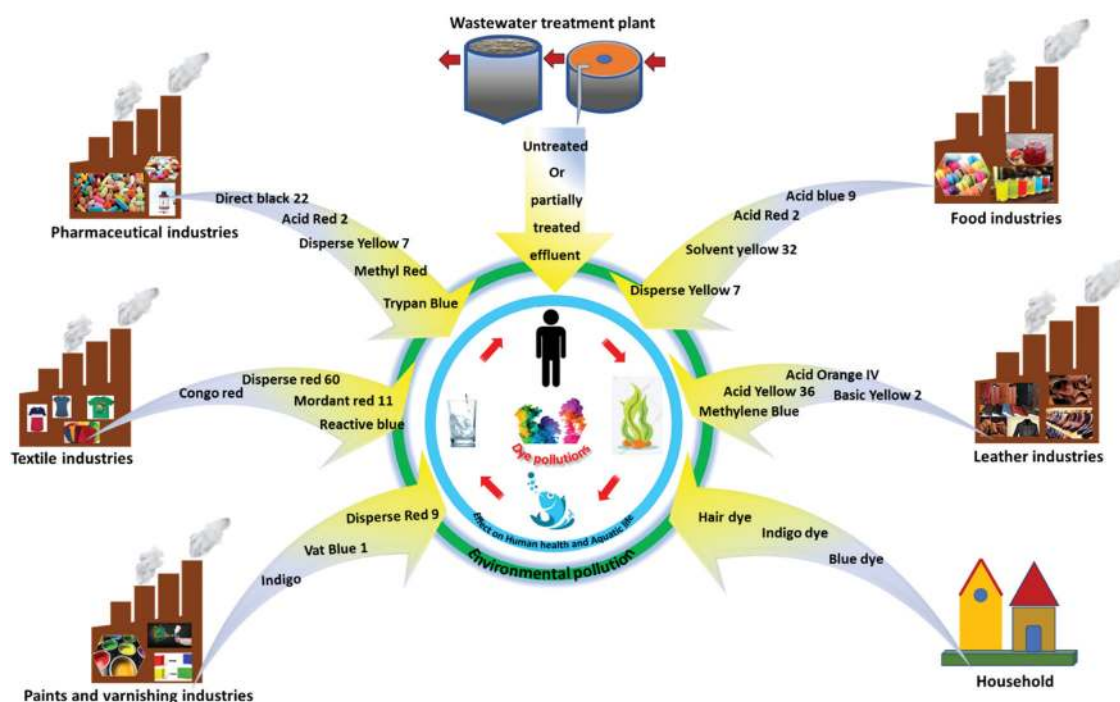 Wastewater treatment plant
Untreated
Or
partially
treated
effluent
Pharmaceutical industries
Direct black 22
Acid Red 2
Disperse Yellow 7
Methyl Red
Trypan Blue
Food industries
Acid blue 9
Acid Red 2
Solvent yellow 32
Disperse Yellow 7
Textile industries
Congo red
Disperse red 60
Mordant red 11
Reactive blue
Leather industries
Acid Orange IV
Basic Yellow 2
Acid Yellow 36
Methylene Blue
Paints and varnishing industries
Disperse Red 9
Vat Blue 1
Indigo
Household
Hair dye
Indigo dye
Blue dye
Dye pollutions
Effect on Human health and Aquatic life
Environmental pollution